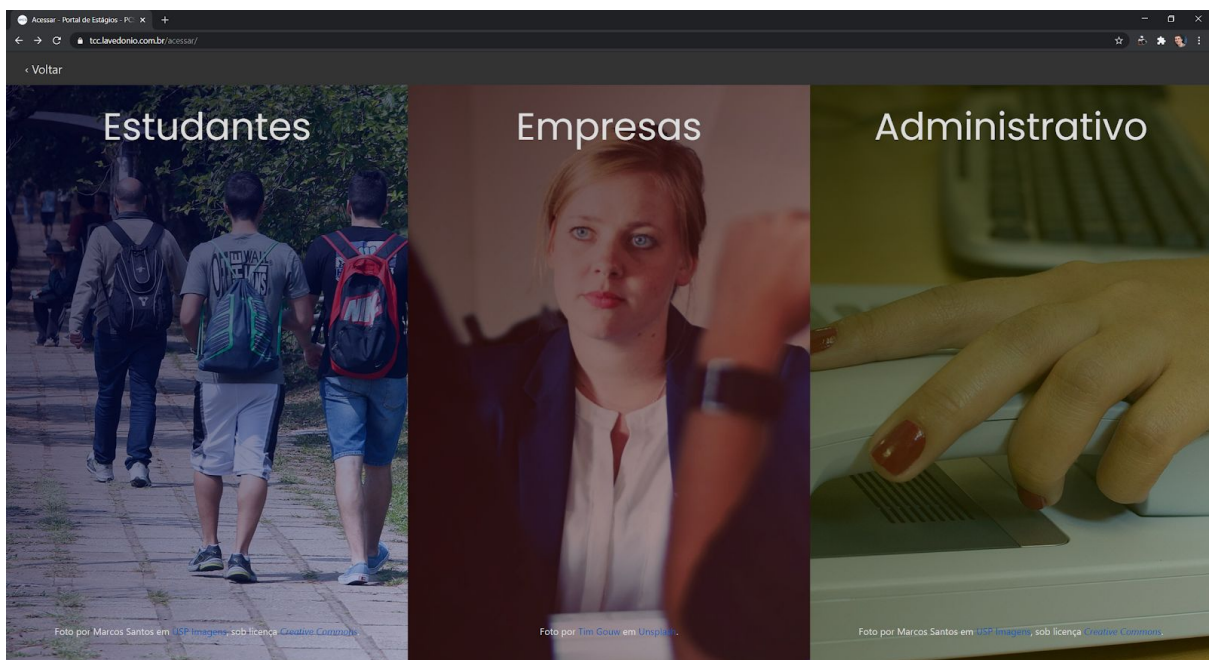 Acessar - Portal de Estágios - PC
tcc.lavedonio.com.br/acessar/
‹ Voltar
Estudantes
Empresas
Administrativo
NIKE
Foto por Marcos Santos em USP Imagens, sob licença Creative Commons.
Foto por Tim Gouw em Unsplash.
Foto por Marcos Santos em USP Imagens, sob licença Creative Commons.